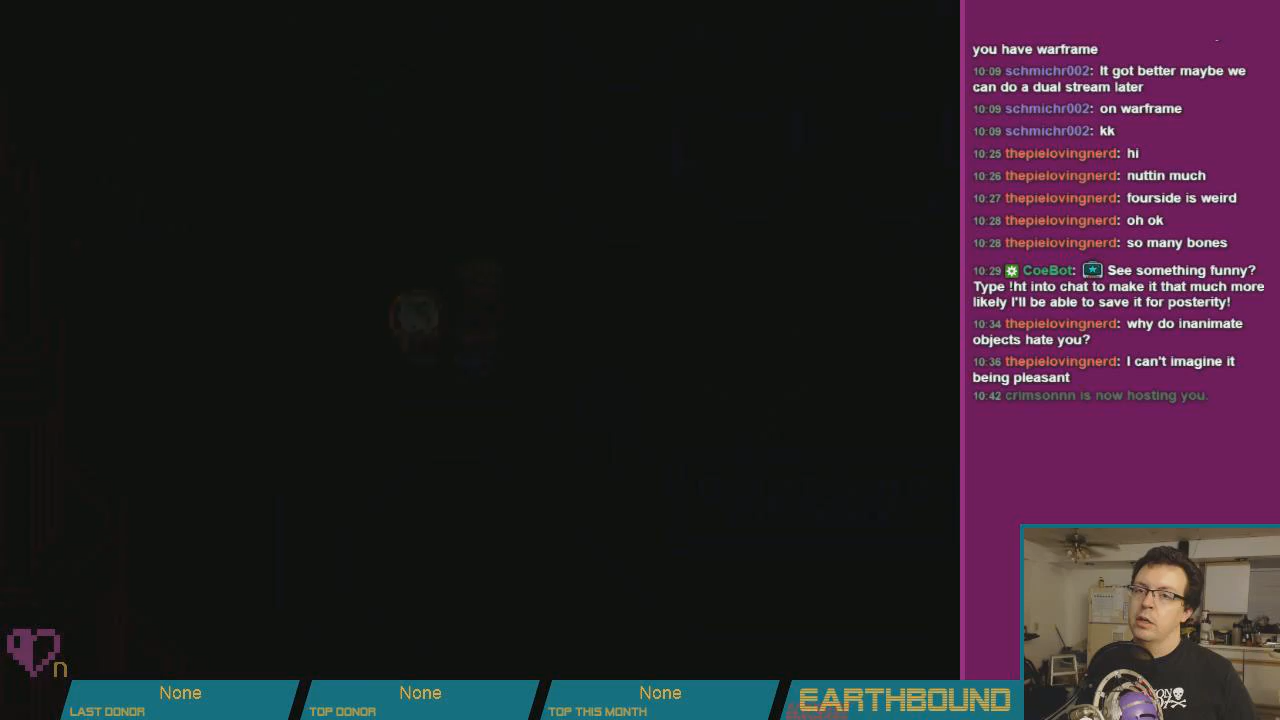 you have warframe
10:09 schmichr002: It got better maybe we
can do a dual stream later
10:09 schmichr002: on warframe
10:09 schmichr002: kk
10:25 thepielovingnerd: hi
10:26 thepielovingnerd: nuttin much
10:27 thepielovingnerd: fourside is weird
10:28 thepielovingnerd: oh ok
10:28 thepielovingnerd: so many bones
10:29 CoeBot: See something funny?
Type !ht into chat to make it that much more
likely I'll be able to save it for posterity!
10:34 thepielovingnerd: why do inanimate
objects hate you?
10:36 thepielovingnerd: I can't imagine it
being pleasant
10:42 crimsonnn is now hosting you.
n
None
LAST DONOR
None
TOP DONOR
None
TOP THIS MONTH
EARTHBOUND